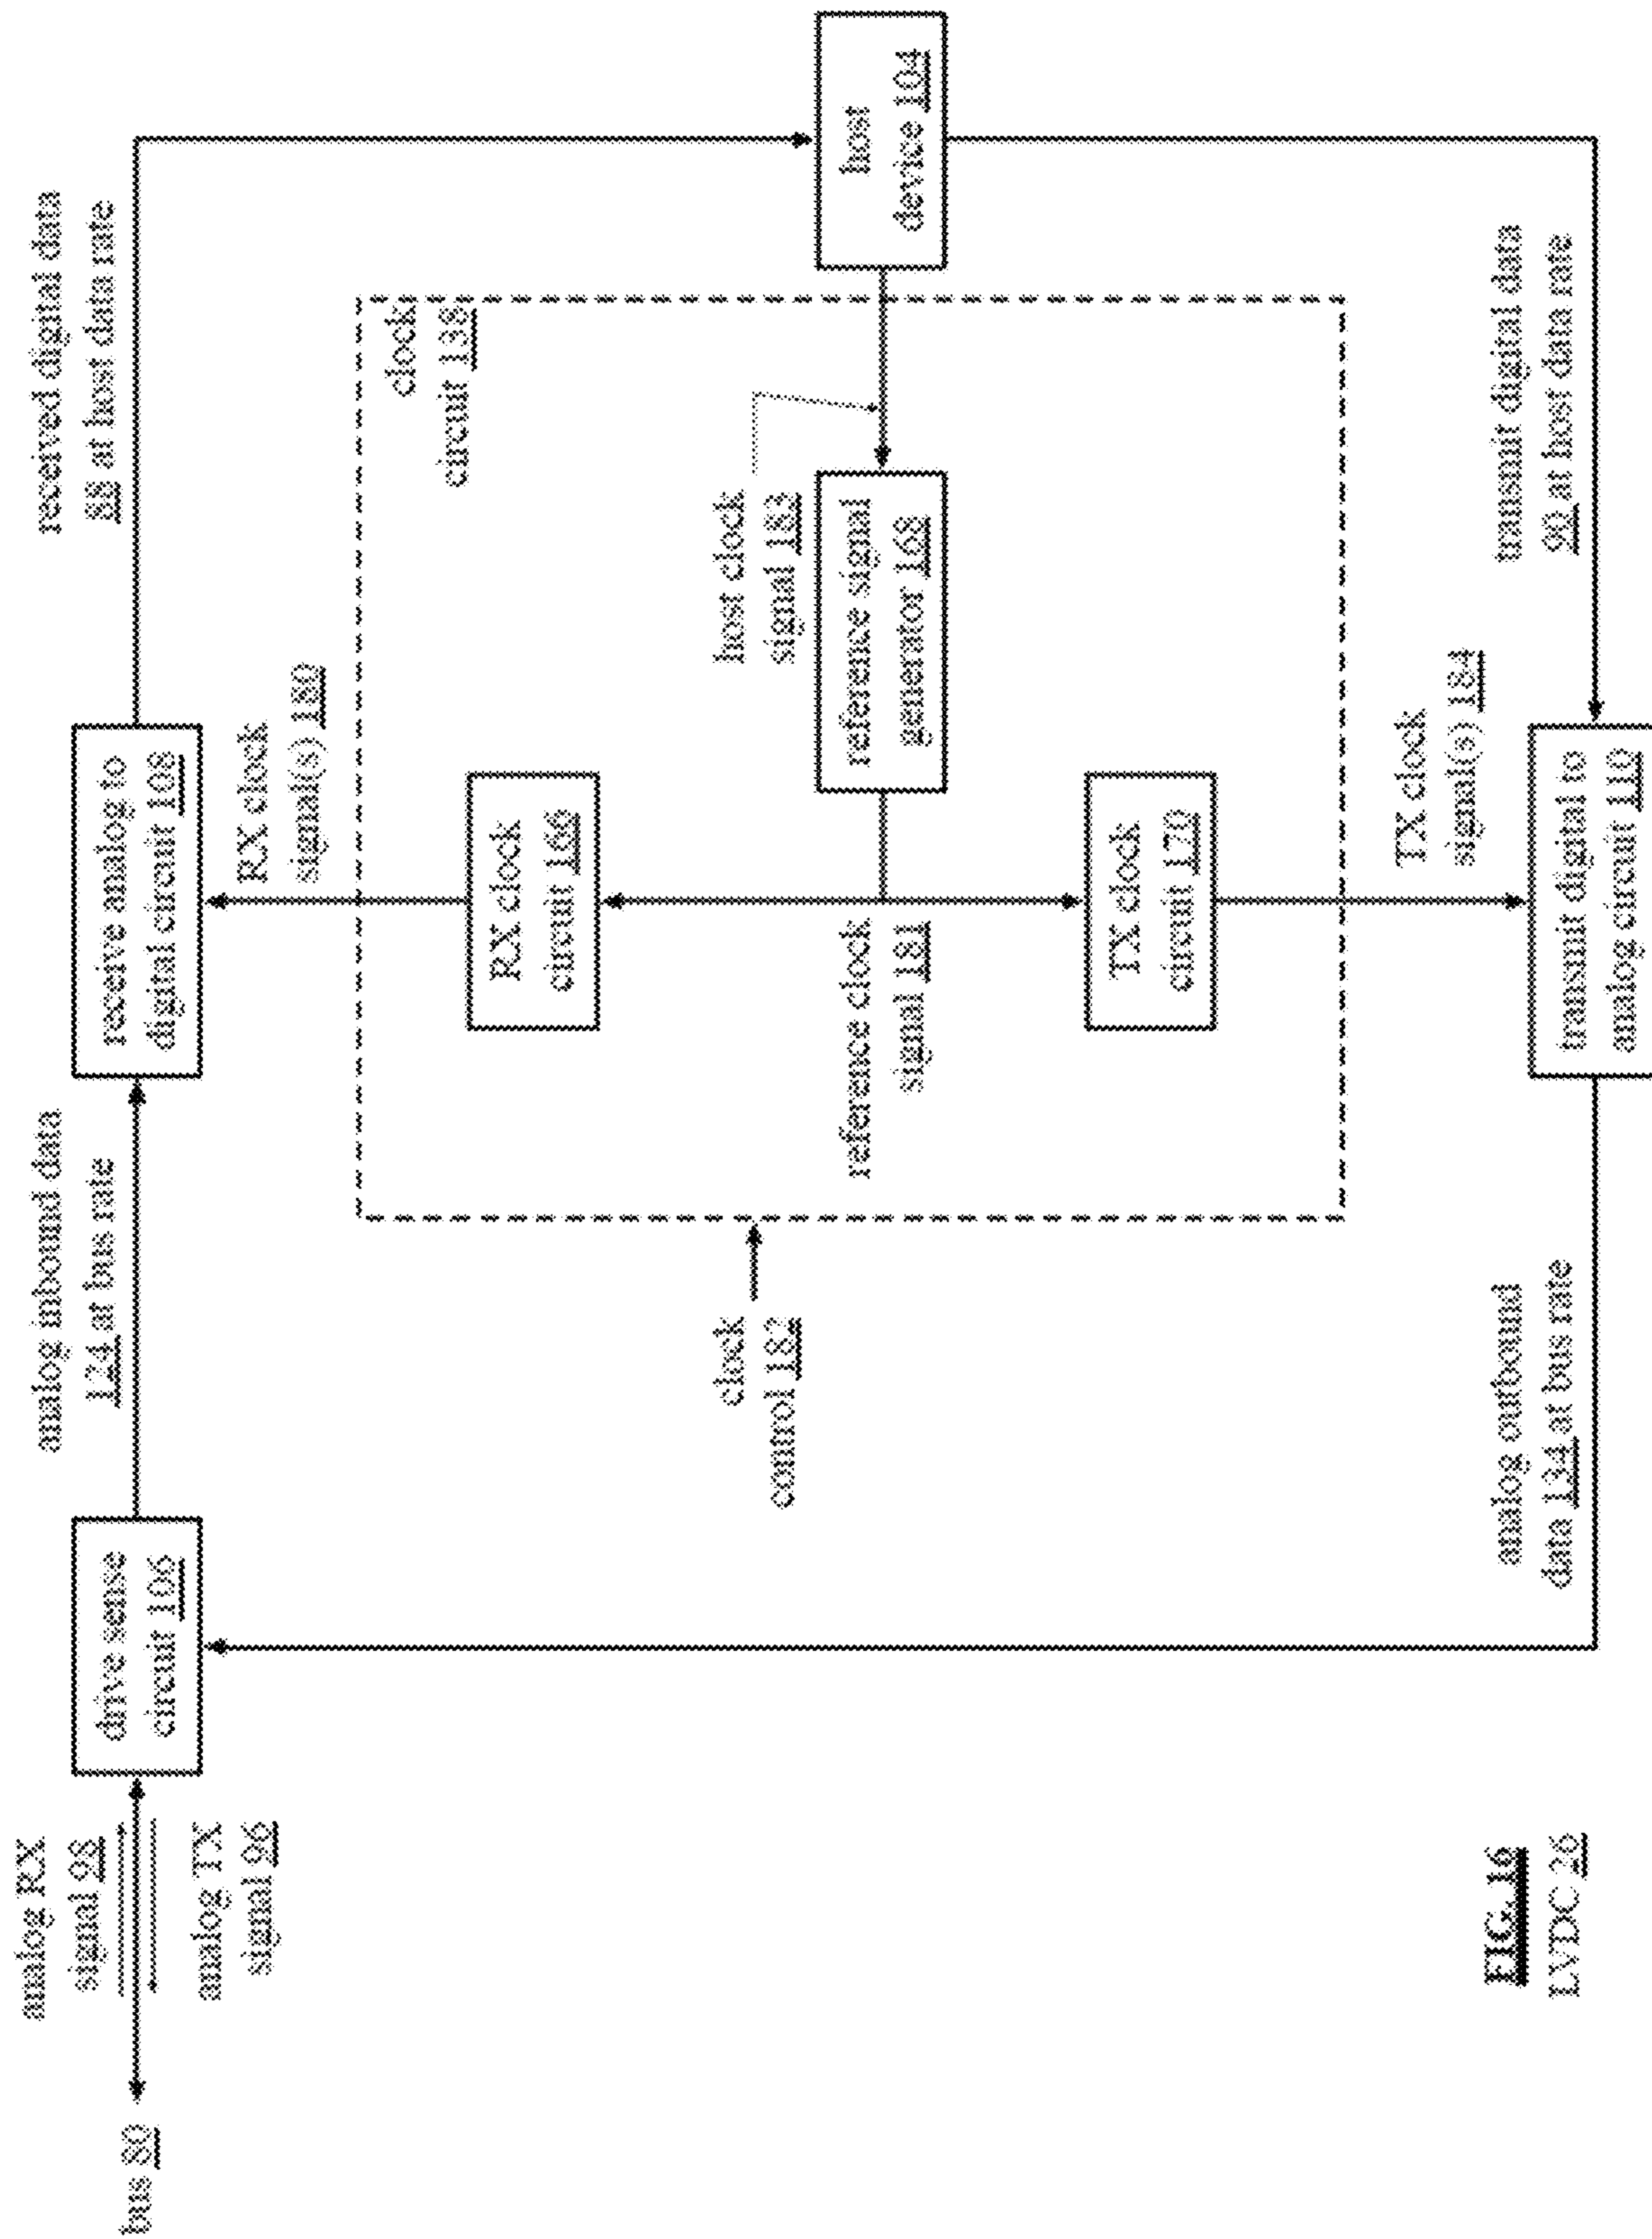 analog RX
signal 98
bus 80
analog TX
signal 96
drive sense
circuit 106
analog inbound data
124 at bus rate
receive analog to
digital circuit 108
received digital data
88 at host data rate
RX clock
signal(s) 180
clock
circuit 138
RX clock
circuit 166
clock
control 182
host clock
signal 183
reference clock
signal 181
reference signal
generator 168
host
device 104
TX clock
circuit 170
TX clock
signal(s) 184
analog outbound
data 134 at bus rate
transmit digital to
analog circuit 110
transmit digital data
90 at host data rate
FIG. 16
LVDC 26